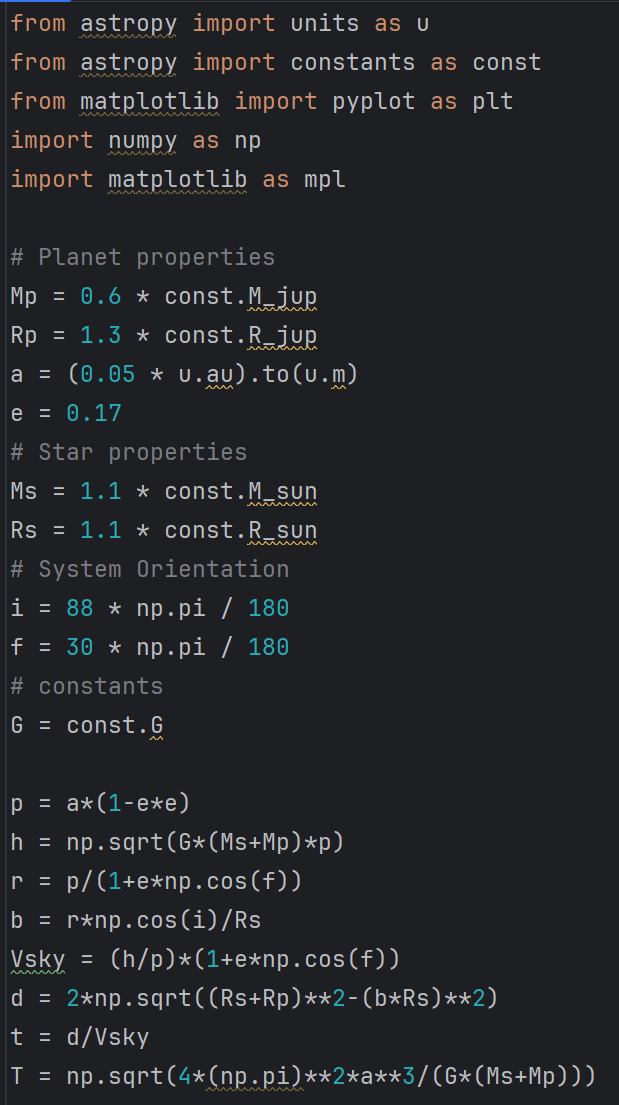 from astropy import units as u
from astropy import constants as const
from matplotlib import pyplot as plt
import numpy as np
import matplotlib as mpl
# Planet properties
Mp = 0.6 * const.M_jup
Rp = 1.3 * const.R_jup
a = (0.05 * u.au).to(u.m)
e = 0.17
# Star properties
Ms = 1.1 * const.M_sun
Rs = 1.1 * const.R_sun
# System Orientation
i = 88 * np.pi / 180
f = 30 * np.pi / 180
# constants
G = const.G
p = a*(1-e*e)
h = np.sqrt(G*(Ms+Mp)*p)
r = p/(1+e*np.cos(f))
b = r*np.cos(i)/Rs
Vsky = (h/p)*(1+e*np.cos(f))
d = 2*np.sqrt((Rs+Rp)**2-(b*Rs)**2)
t = d/Vsky
T = np.sqrt(4*(np.pi)**2*a**3/(G*(Ms+Mp)))